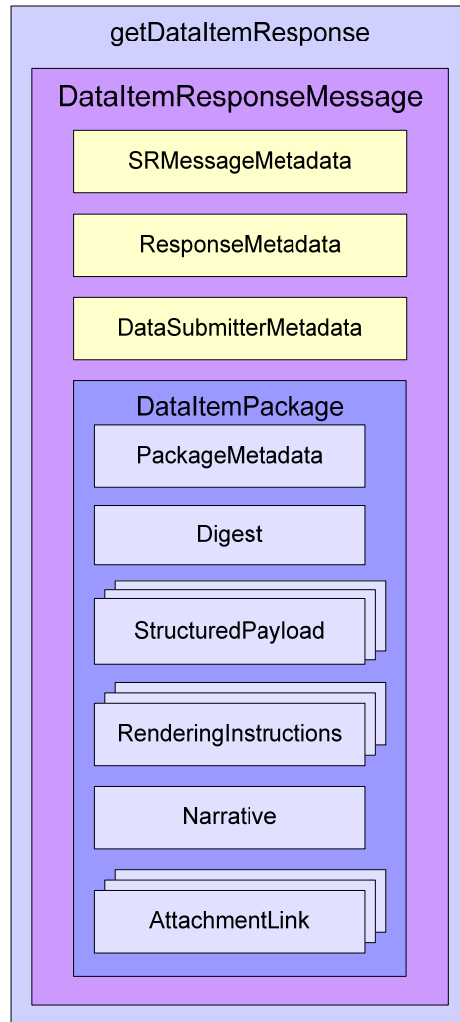 getDataItemResponse
DataItemResponseMessage
SRMessageMetadata
ResponseMetadata
DataSubmitterMetadata
DataItemPackage
PackageMetadata
Digest
StructuredPayload
RenderingInstructions
Narrative
AttachmentLink